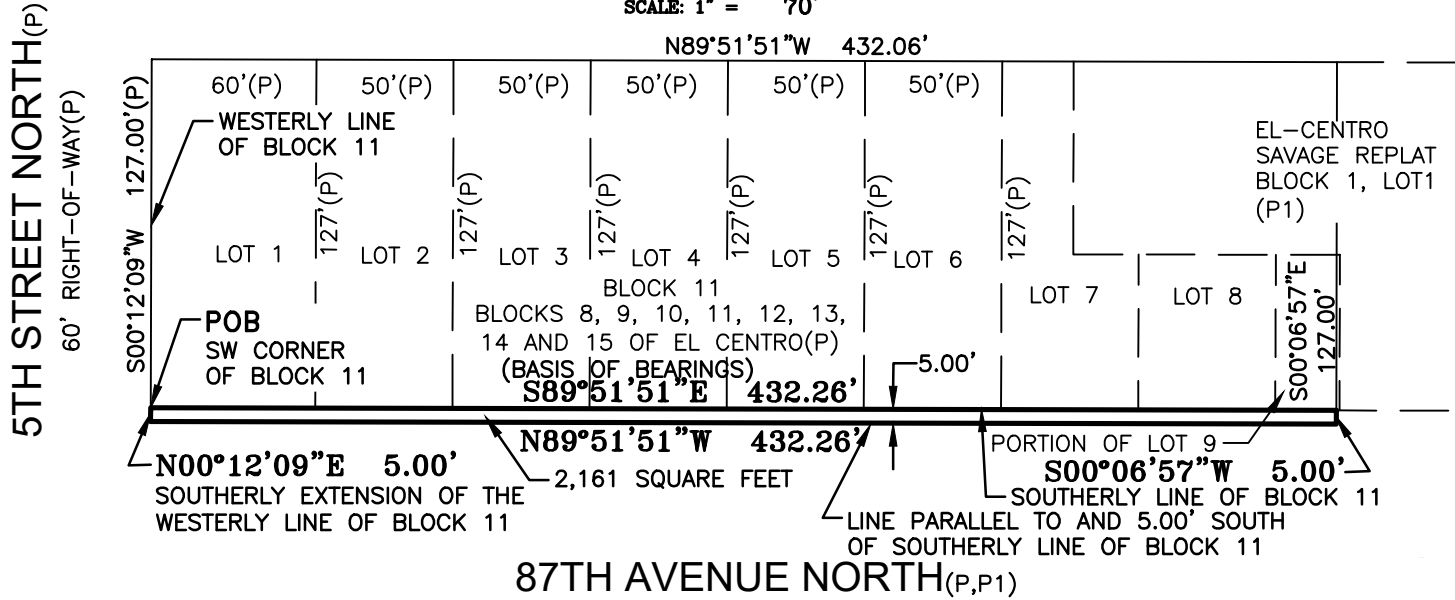 SCALE: 1" = 70'
N89°51'51"W 432.06'
5TH STREET NORTH(P)
60' RIGHT-OF-WAY(P)
S00°12'09"W 127.00'(P)
60'(P)
50'(P)
50'(P)
50'(P)
50'(P)
50'(P)
WESTERLY LINE
OF BLOCK 11
EL-CENTRO
SAVAGE REPLAT
BLOCK 1, LOT1
(P1)
127'(P)
127'(P)
127'(P)
127'(P)
127'(P)
127'(P)
LOT 1
LOT 2
LOT 3
LOT 4
LOT 5
LOT 6
LOT 7
LOT 8
S00°06'57"E
127.00'
BLOCK 11
BLOCKS 8, 9, 10, 11, 12, 13,
14 AND 15 OF EL CENTRO(P)
(BASIS OF BEARINGS)
POB
SW CORNER
OF BLOCK 11
5.00'
S89°51'51"E 432.26'
N89°51'51"W 432.26'
PORTION OF LOT 9
N00°12'09"E 5.00'
SOUTHERLY EXTENSION OF THE
WESTERLY LINE OF BLOCK 11
2,161 SQUARE FEET
S00°06'57"W 5.00'
SOUTHERLY LINE OF BLOCK 11
LINE PARALLEL TO AND 5.00' SOUTH
OF SOUTHERLY LINE OF BLOCK 11
87TH AVENUE NORTH(P,P1)